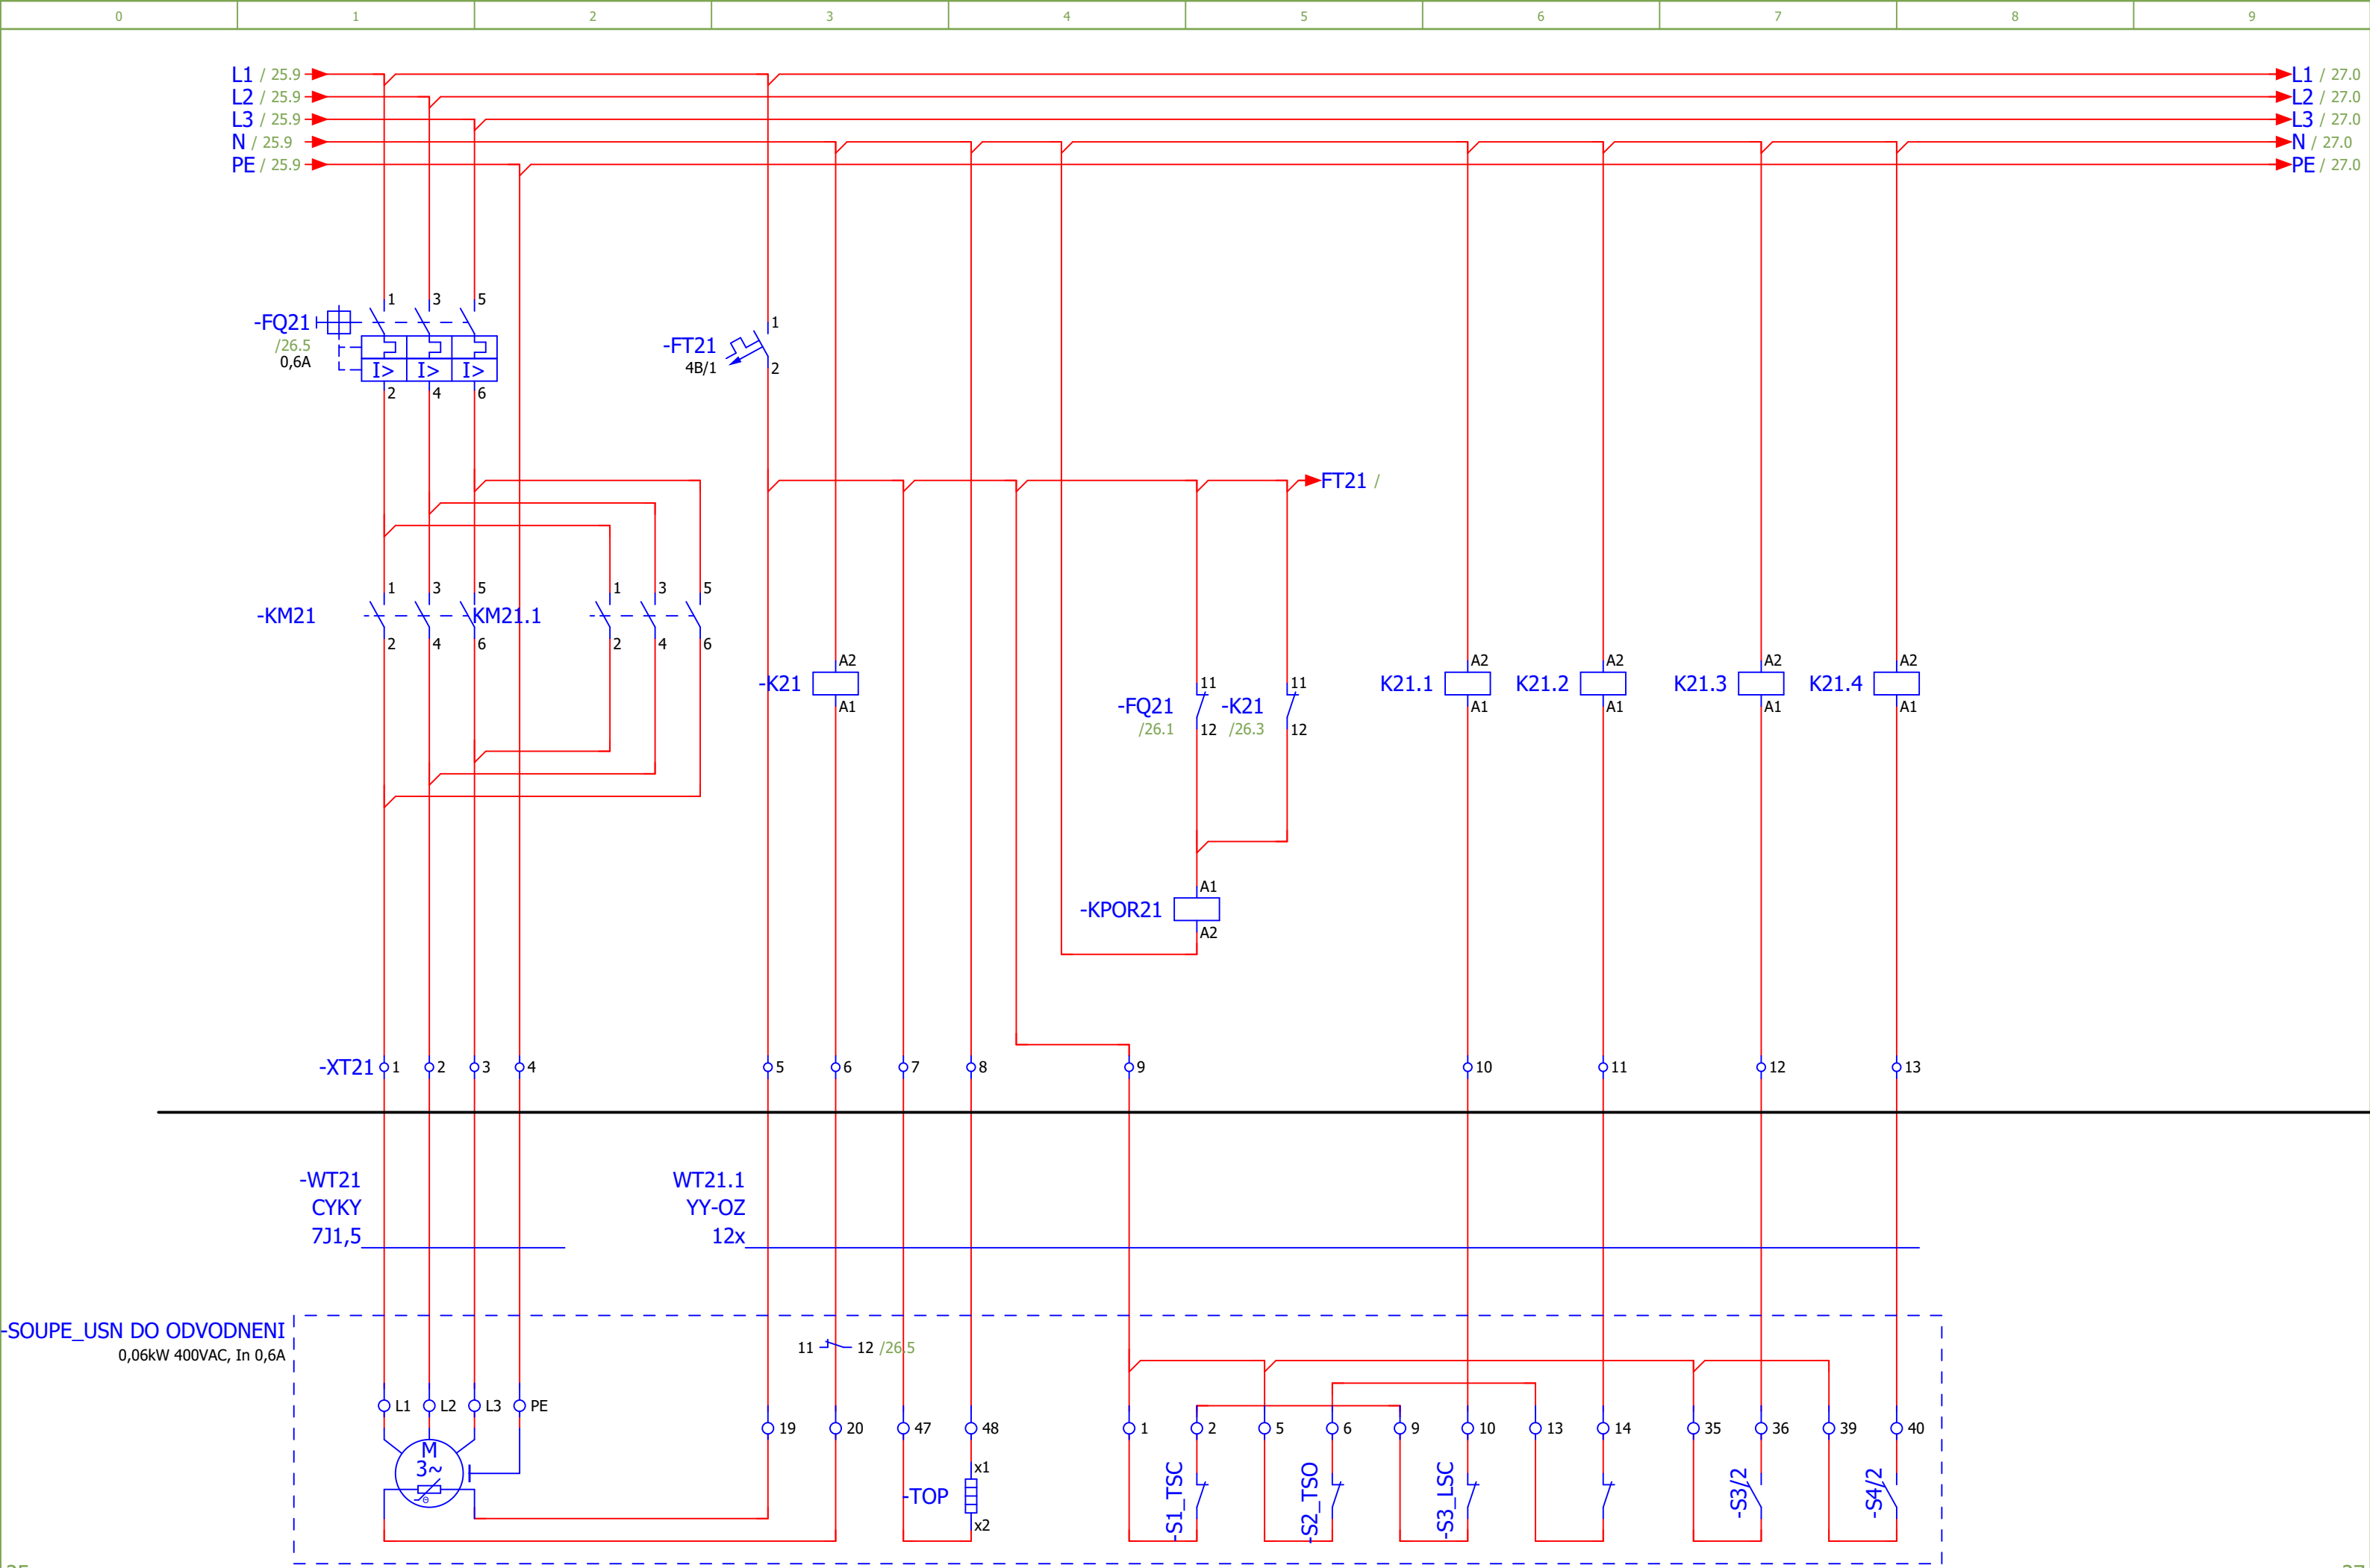 0 1 2 3 4 5 6 7 8 9
L1 / 25.9 L1 / 27.0
L2 / 25.9 L2 / 27.0
L3 / 25.9 L3 / 27.0
N / 25.9 N / 27.0
PE / 25.9 PE / 27.0
1 3 5
-FQ21
/26.5
0,6A
I> I> I>
2 4 6
1
-FT21
4B/1
2
FT21 /
1 3 5 1 3 5
-KM21 KM21.1
2 4 6 2 4 6
A2 A2 A2 A2 A2
-K21 K21.1 K21.2 K21.3 K21.4
A1 A1 A1 A1 A1
11 11
-FQ21 -K21
/26.1 12 /26.3 12
A1
-KPOR21
A2
-XT21 1 2 3 4 5 6 7 8 9 10 11 12 13
-WT21 WT21.1
CYKY YY-OZ
7J1,5 12x
-SOUPE_USN DO ODVODNENI
0,06kW 400VAC, In 0,6A
11 12 /26.5
L1 L2 L3 PE
19 20 47 48 1 2 5 6 9 10 13 14 35 36 39 40
M
3~
θ
x1
-TOP
x2
-S1_TSC
-S2_TSO
-S3_LSC
-S3/2
-S4/2